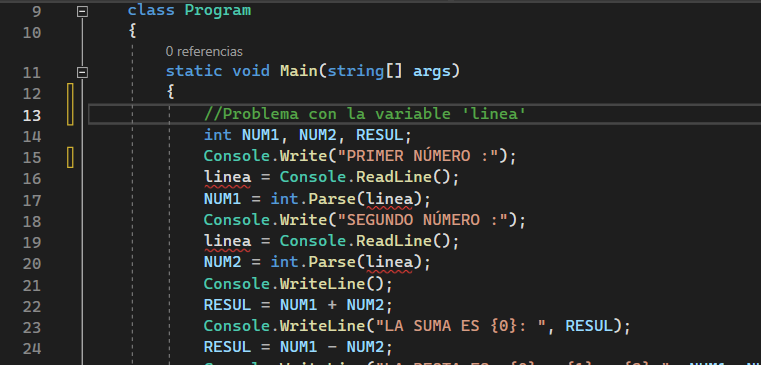 9 class Program
10 {
0 referencias
11 static void Main(string[] args)
12 {
13 //Problema con la variable 'linea'
14 int NUM1, NUM2, RESUL;
15 Console.Write("PRIMER NÚMERO :");
16 linea = Console.ReadLine();
17 NUM1 = int.Parse(linea);
18 Console.Write("SEGUNDO NÚMERO :");
19 linea = Console.ReadLine();
20 NUM2 = int.Parse(linea);
21 Console.WriteLine();
22 RESUL = NUM1 + NUM2;
23 Console.WriteLine("LA SUMA ES {0}: ", RESUL);
24 RESUL = NUM1 - NUM2;